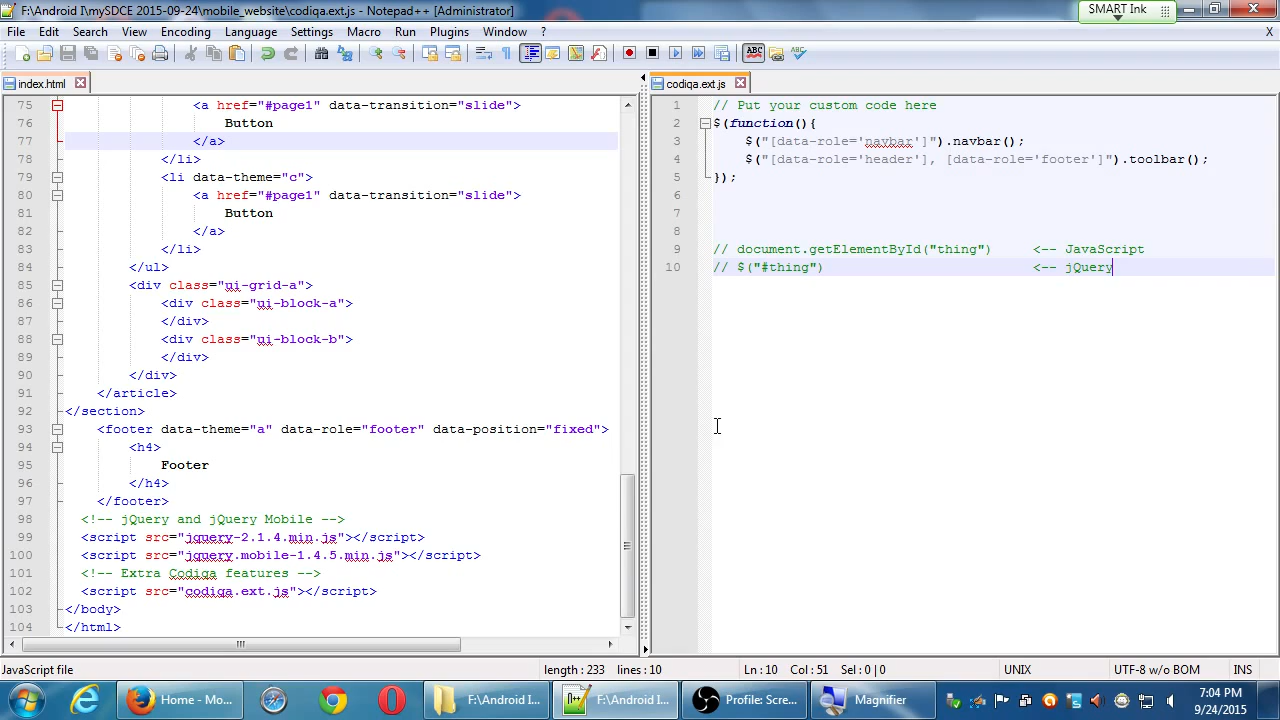 F:\Android I\mySDCE 2015-09-24\mobile_website\codiqa.ext.js - Notepad++ [Administrator]
SMART Ink
File Edit Search View Encoding Language Settings Macro Run Plugins Window ? X
ABC ABC
index.html
codiqa.ext.js
75 <a href="#page1" data-transition="slide">
76 Button
77 </a>
78 </li>
79 <li data-theme="c">
80 <a href="#page1" data-transition="slide">
81 Button
82 </a>
83 </li>
84 </ul>
85 <div class="ui-grid-a">
86 <div class="ui-block-a">
87 </div>
88 <div class="ui-block-b">
89 </div>
90 </div>
91 </article>
92 </section>
93 <footer data-theme="a" data-role="footer" data-position="fixed">
94 <h4>
95 Footer
96 </h4>
97 </footer>
98 <!-- jQuery and jQuery Mobile -->
99 <script src="jquery-2.1.4.min.js"></script>
100 <script src="jquery.mobile-1.4.5.min.js"></script>
101 <!-- Extra Codiqa features -->
102 <script src="codiqa.ext.js"></script>
103 </body>
104 </html>
1 // Put your custom code here
2 $(function(){
3 $("[data-role='navbar']").navbar();
4 $("[data-role='header'], [data-role='footer']").toolbar();
5 });
6
7
8
9 // document.getElementById("thing") <-- JavaScript
10 // $("#thing") <-- jQuery
JavaScript file length : 233 lines : 10 Ln : 10 Col : 51 Sel : 0 | 0 UNIX UTF-8 w/o BOM INS
Home - Mo... F:\Android I... F:\Android I... Profile: Scre... Magnifier
7:04 PM
9/24/2015